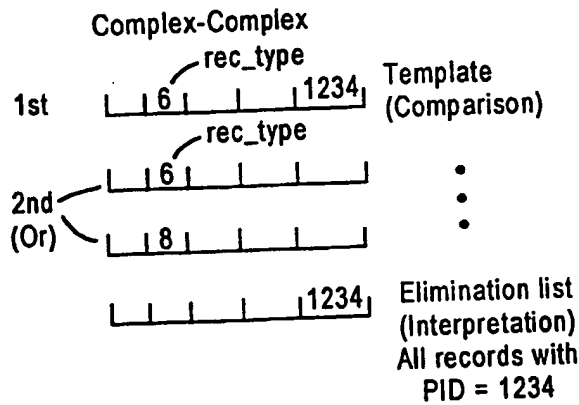 Complex-Complex
rec_type
1st 6 1234 Template
(Comparison)
rec_type
6
2nd
(Or)
8
1234 Elimination list
(Interpretation)
All records with
PID = 1234